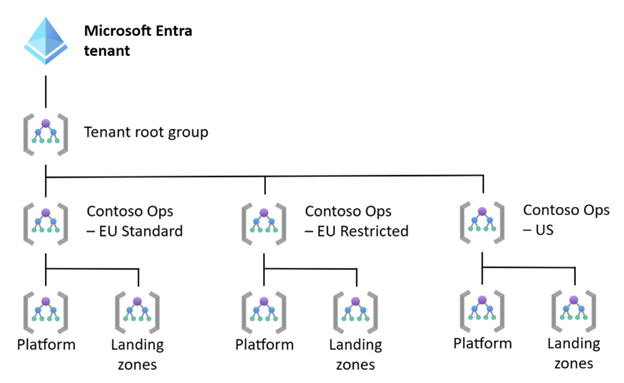 Microsoft Entra
tenant
Tenant root group
Contoso Ops
– EU Standard
Contoso Ops
– EU Restricted
Contoso Ops
– US
Platform
Landing
zones
Platform
Landing
zones
Platform
Landing
zones